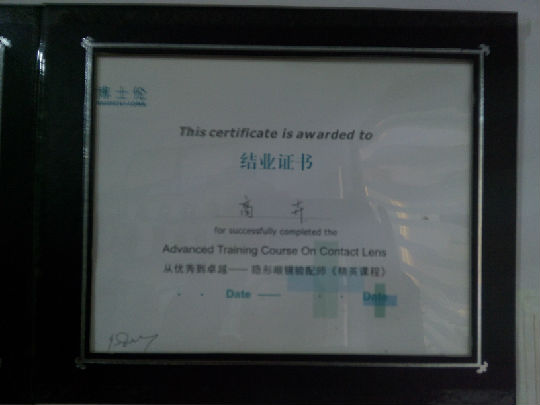 博士伦
This certificate is awarded to
结业证书
高
for successfully completed the
Advanced Training Course On Contact Lens
从优秀到卓越——隐形眼镜验配师《精英课程》
Date —— Date